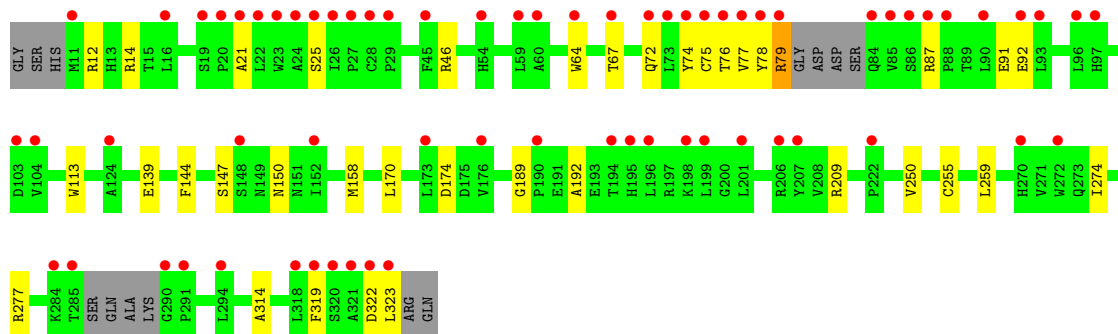 GLY SER HIS M11 R12 H13 R14 T15 L16 S19 P20 A21 L22 W23 A24 S25 I26 P27 C28 P29 F45 R46 H54 L59 A60 W64 T67 Q72 L73 Y74 C75 T76 V77 Y78 R79 GLY ASP ASP SER Q84 V85 S86 R87 P88 T89 L90 E91 E92 L93 L96 H97
D103 V104 W113 A124 E139 F144 S147 S148 N149 N150 N151 I152 M158 L170 L173 D174 D175 V176 G189 P190 E191 A192 E193 T194 H195 L196 R197 K198 L199 G200 L201 R206 Y207 V208 R209 P222 V250 C255 L259 H270 V271 W272 Q273 I274
R277 K284 T285 SER GLN ALA LYS G290 P291 L294 A314 L318 F319 S320 A321 D322 L323 ARG GLN